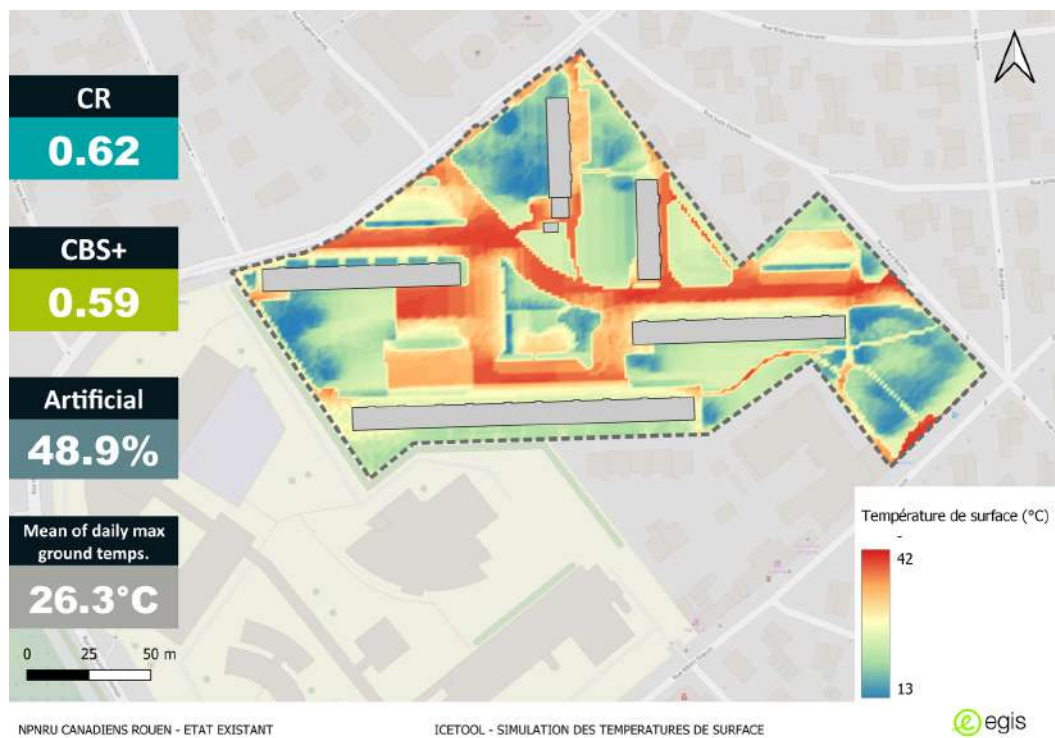 CR
0.62
CBS+
0.59
Artificial
48.9%
Mean of daily max
ground temps.
26.3°C
0 25 50 m
Température de surface (°C)
-
42
13
NPNRU CANADIENS ROUEN - ETAT EXISTANT
ICETOOL - SIMULATION DES TEMPERATURES DE SURFACE
egis